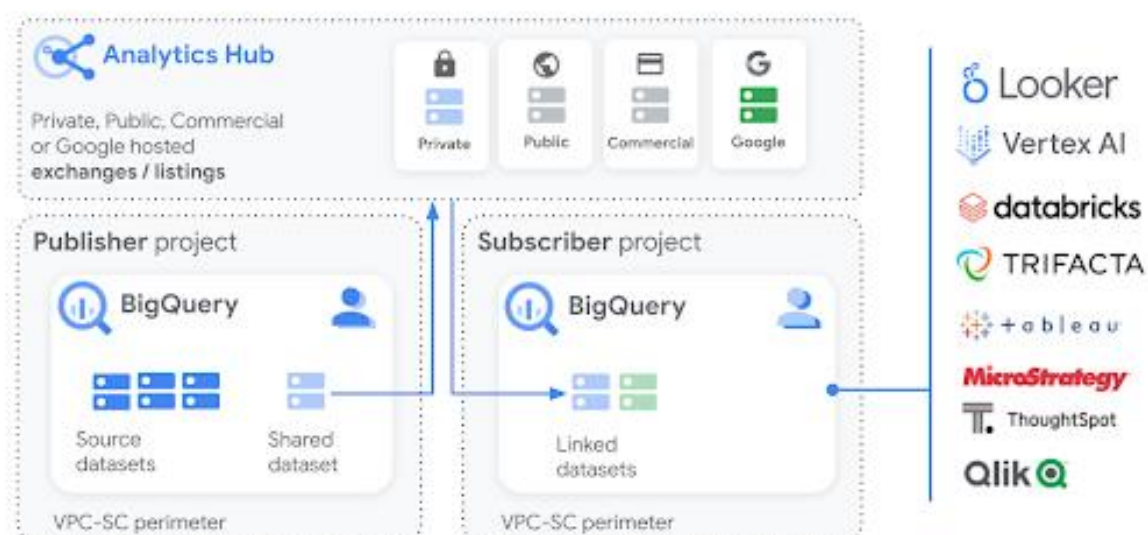 Analytics Hub
Private, Public, Commercial
or Google hosted
exchanges / listings
Private
Public
Commercial
Google
Publisher project
BigQuery
Source
datasets
Shared
dataset
VPC-SC perimeter
Subscriber project
BigQuery
Linked
datasets
VPC-SC perimeter
Looker
Vertex AI
databricks
TRIFACTA
+ a b l e a u
MicroStrategy
T. ThoughtSpot
Qlik